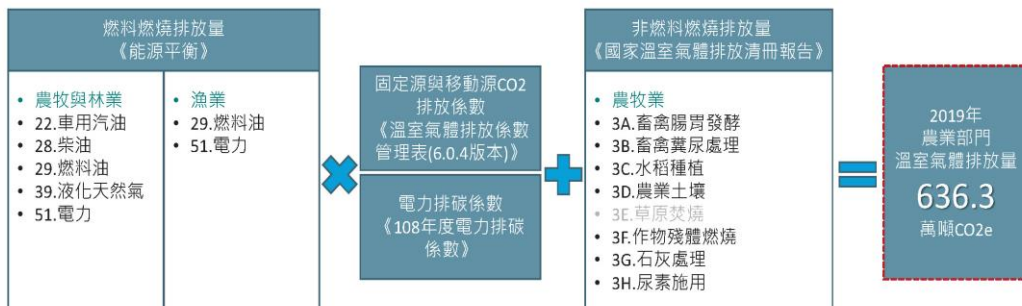 燃料燃燒排放量
《能源平衡》
• 農牧與林業
• 22.車用汽油
• 28.柴油
• 29.燃料油
• 39.液化天然氣
• 51.電力
• 漁業
• 29.燃料油
• 51.電力
固定源與移動源CO2
排放係數
《溫室氣體排放係數
管理表(6.0.4版本)》
電力排碳係數
《108年度電力排碳
係數》
非燃料燃燒排放量
《國家溫室氣體排放清冊報告》
• 農牧業
• 3A.畜禽腸胃發酵
• 3B.畜禽糞尿處理
• 3C.水稻種植
• 3D.農業土壤
• 3E.草原焚燒
• 3F.作物殘體燃燒
• 3G.石灰處理
• 3H.尿素施用
2019年
農業部門
溫室氣體排放量
636.3
萬噸CO2e